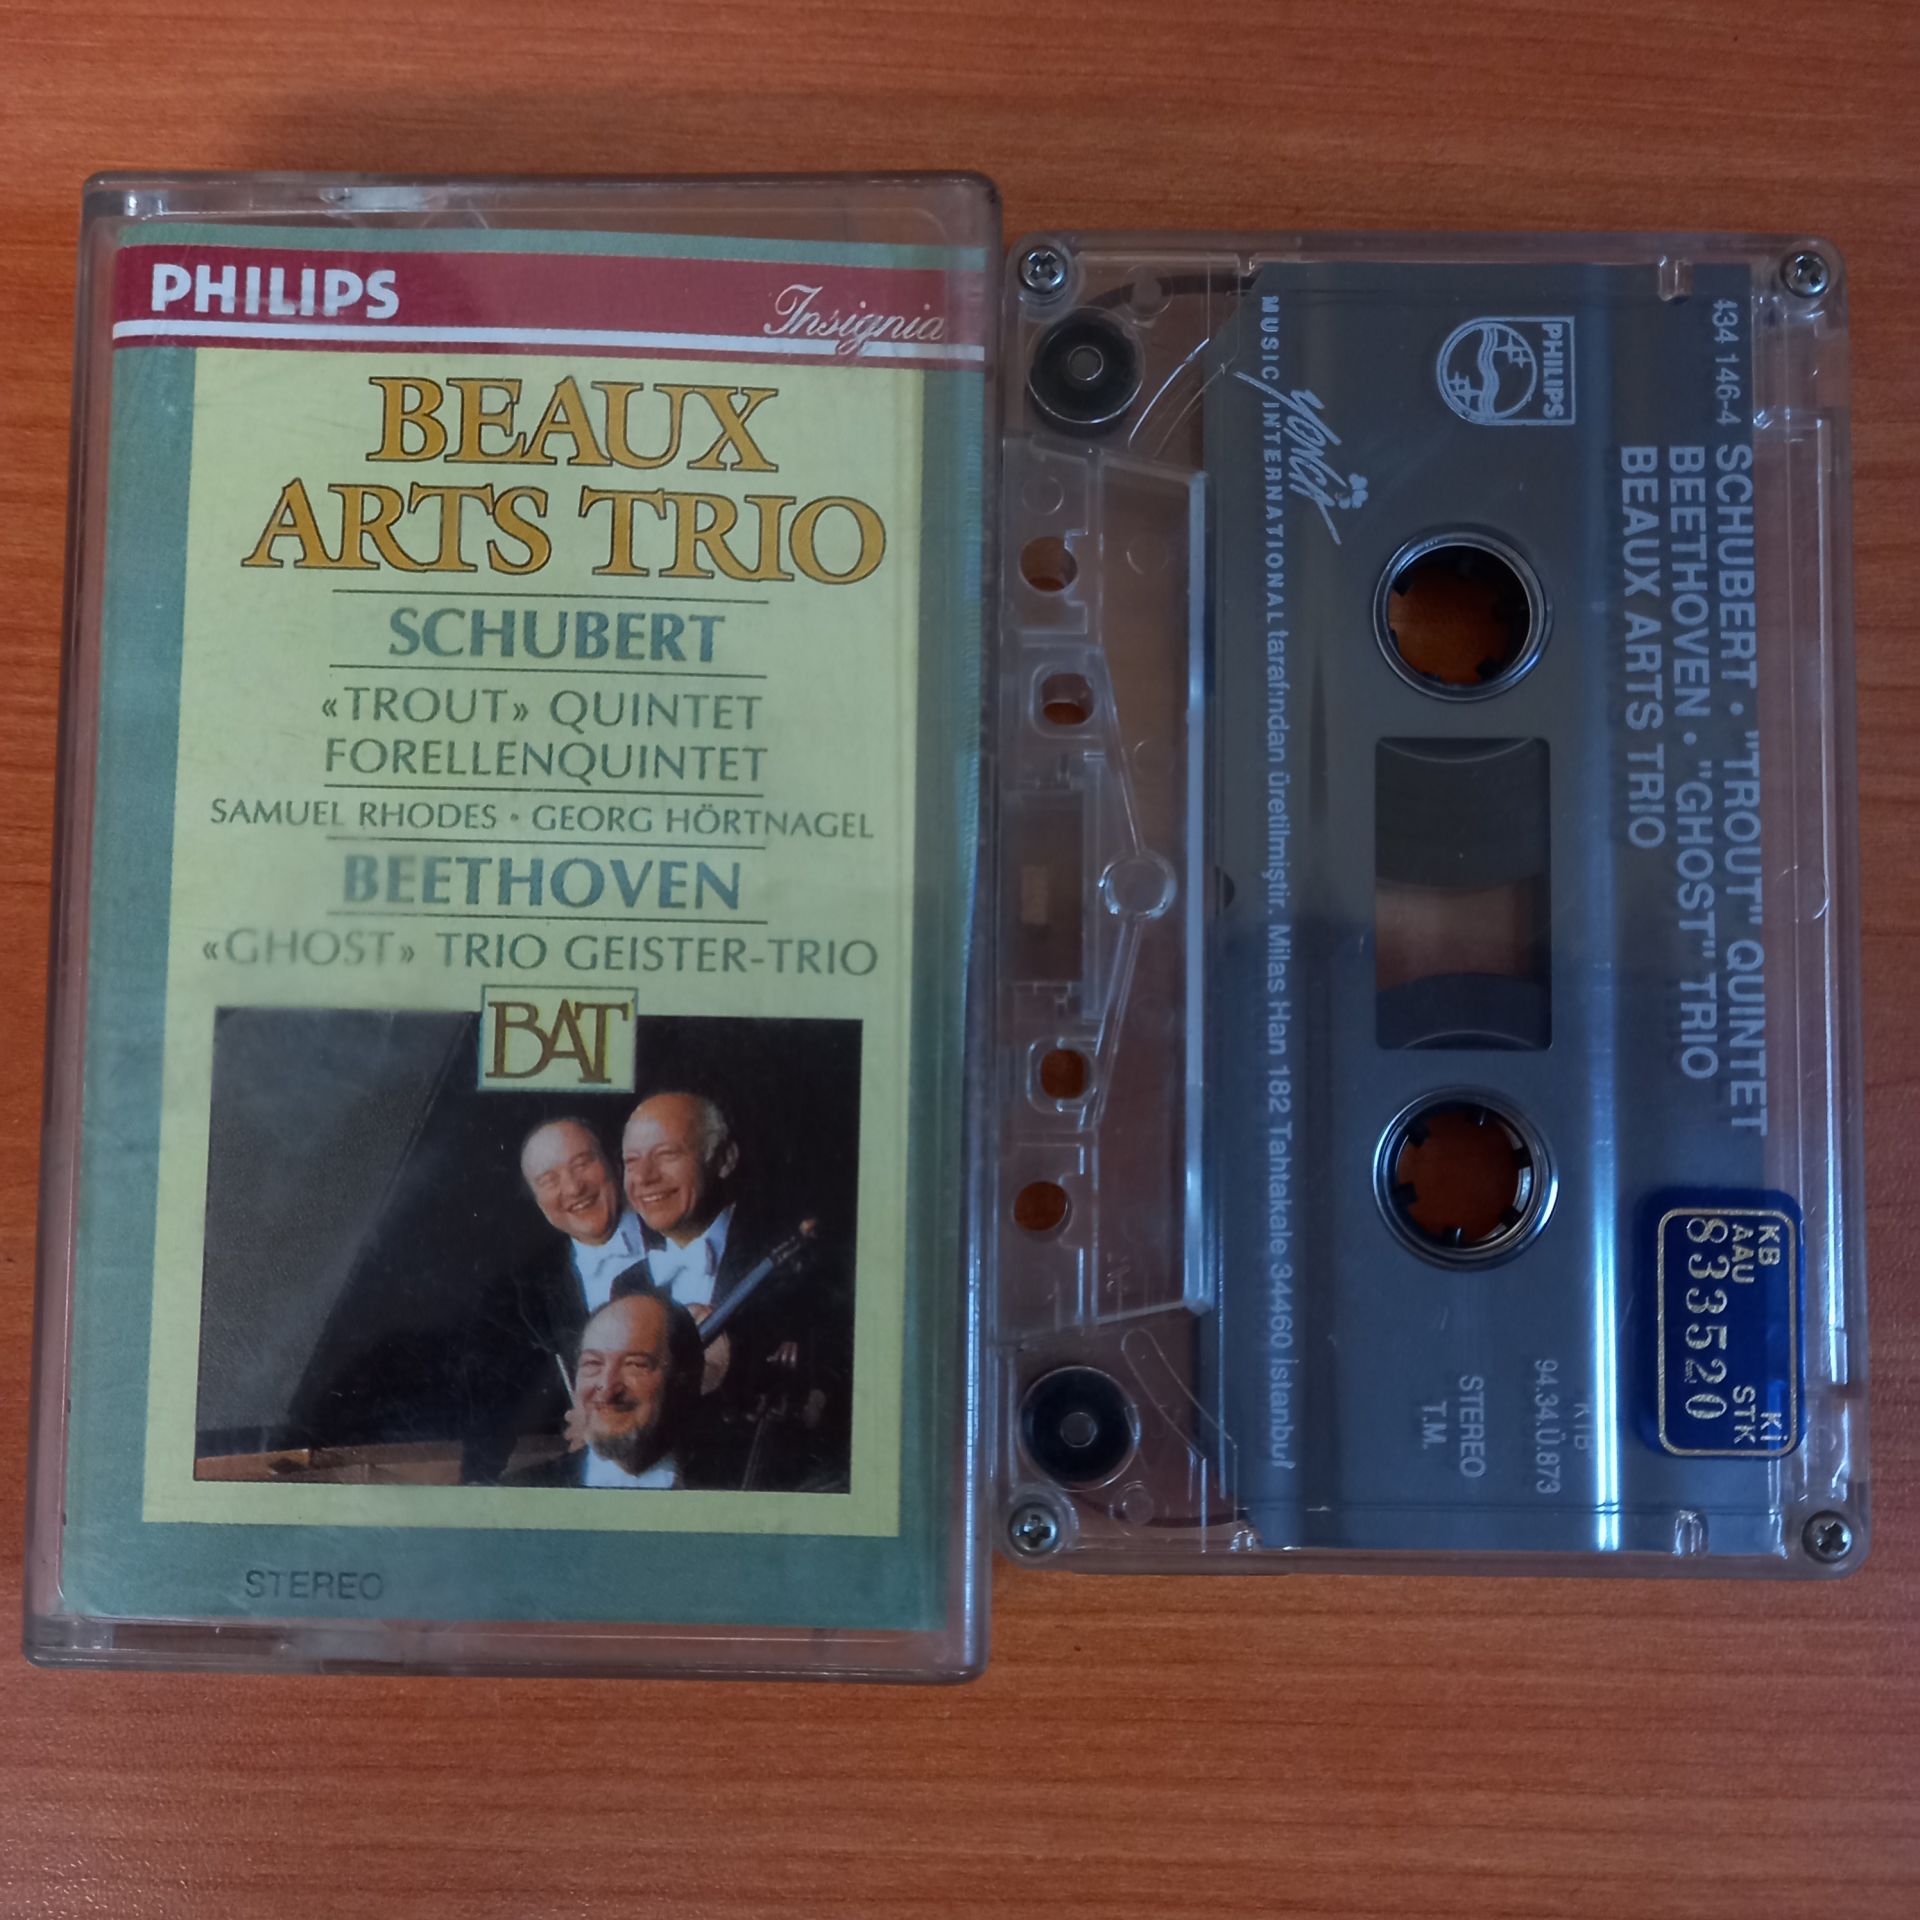 PHILIPS
Insignia
BEAUX
ARTS TRIO
SCHUBERT
«TROUT» QUINTET
FORELLENQUINTET
SAMUEL RHODES • GEORG HÖRTNAGEL
BEETHOVEN
«GHOST» TRIO GEISTER-TRIO
BAT
STEREO
434 146-4 SCHUBERT • "TROUT" QUINTET
BEETHOVEN • "GHOST" TRIO
BEAUX ARTS TRIO
PHILIPS
KB Kİ
AAU STK
833520
KTB
94.34.Ü.873
STEREO
T.M.
YONCA
MUSIC INTERNATIONAL tarafından üretilmiştir. Milas Han 182 Tahtakale 34460 İstanbul